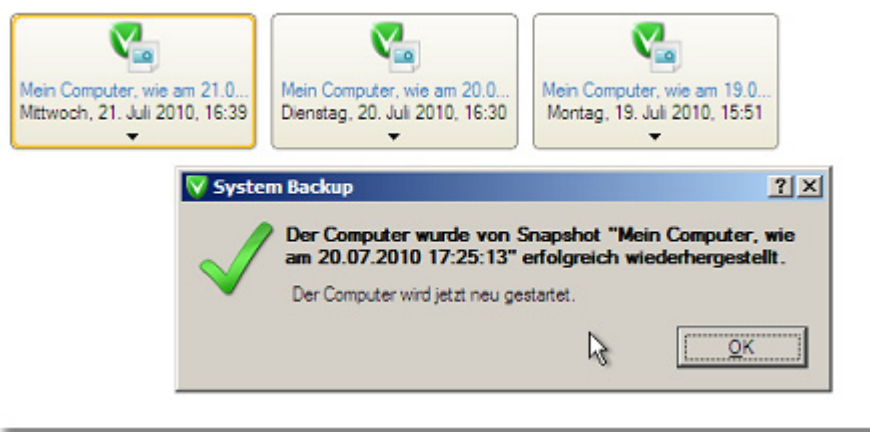 Mein Computer, wie am 21.0...
Mittwoch, 21. Juli 2010, 16:39
Mein Computer, wie am 20.0...
Dienstag, 20. Juli 2010, 16:30
Mein Computer, wie am 19.0...
Montag, 19. Juli 2010, 15:51
System Backup
Der Computer wurde von Snapshot "Mein Computer, wie
am 20.07.2010 17:25:13" erfolgreich wiederhergestellt.
Der Computer wird jetzt neu gestartet.
OK